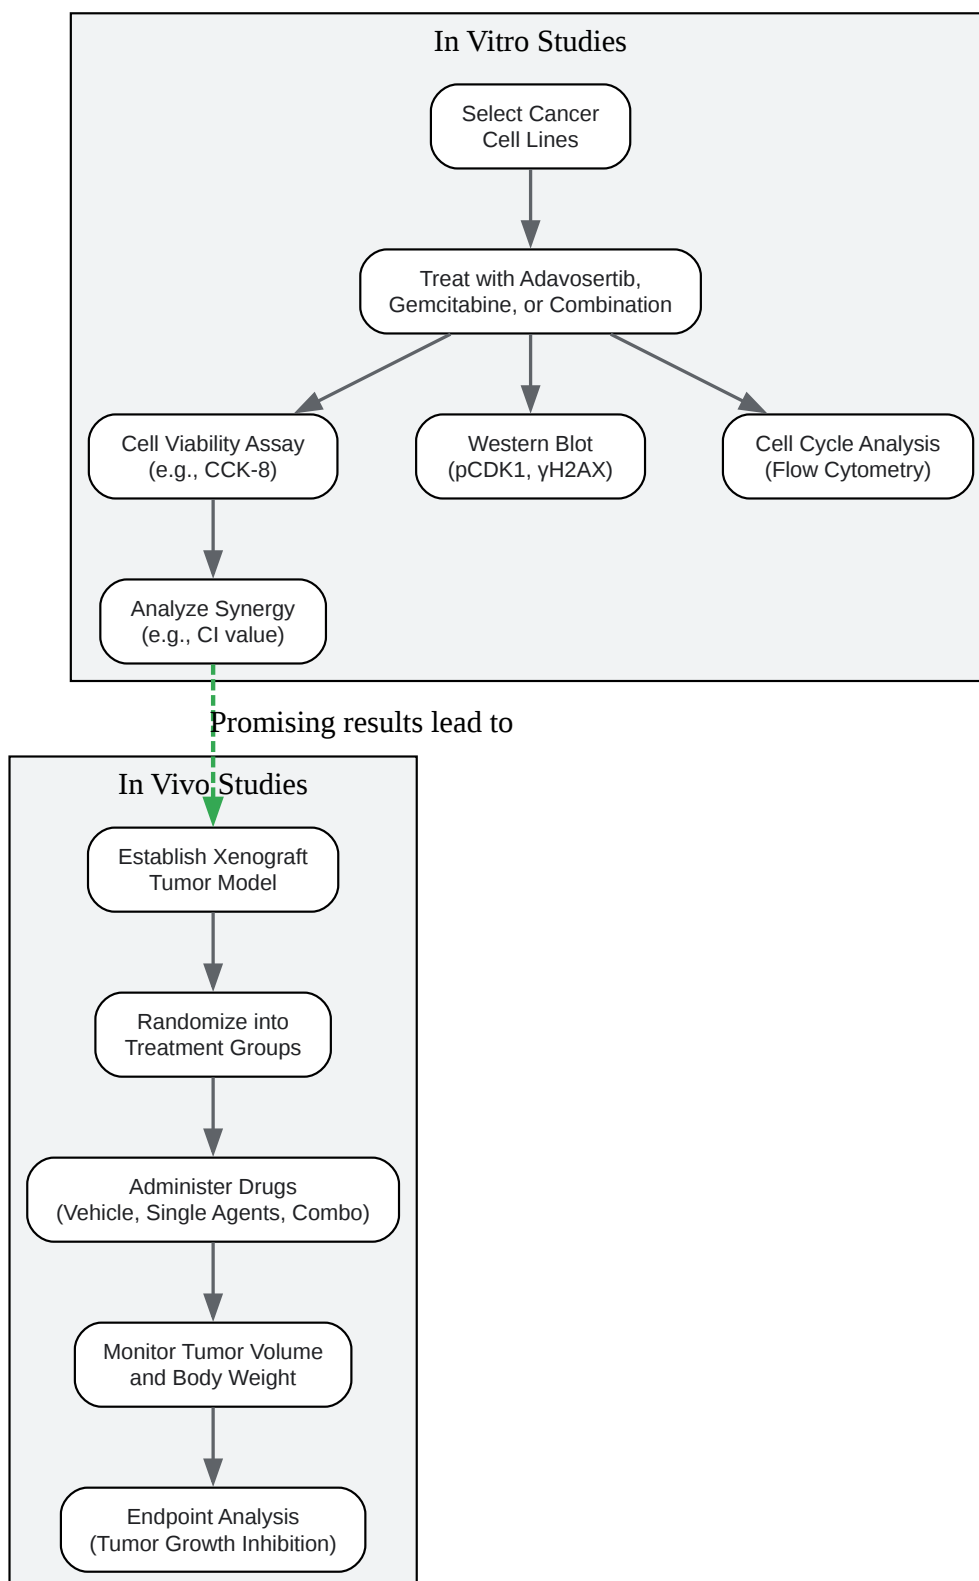 In Vitro Studies
Select Cancer
Cell Lines
Treat with Adavosertib,
Gemcitabine, or Combination
Cell Viability Assay
(e.g., CCK-8)
Western Blot
(pCDK1, γH2AX)
Cell Cycle Analysis
(Flow Cytometry)
Analyze Synergy
(e.g., CI value)
Promising results lead to
In Vivo Studies
Establish Xenograft
Tumor Model
Randomize into
Treatment Groups
Administer Drugs
(Vehicle, Single Agents, Combo)
Monitor Tumor Volume
and Body Weight
Endpoint Analysis
(Tumor Growth Inhibition)